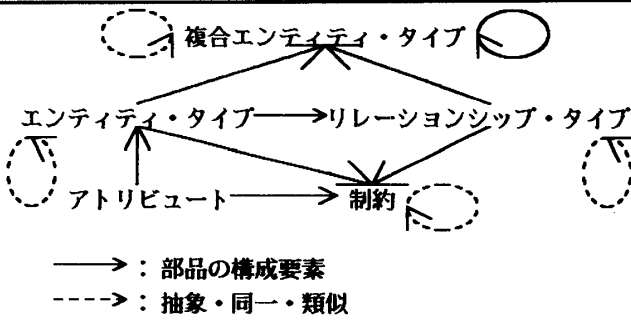 複合エンティティ・タイプ
エンティティ・タイプ リレーションシップ・タイプ
アトリビュート 制約
：部品の構成要素
：抽象・同一・類似